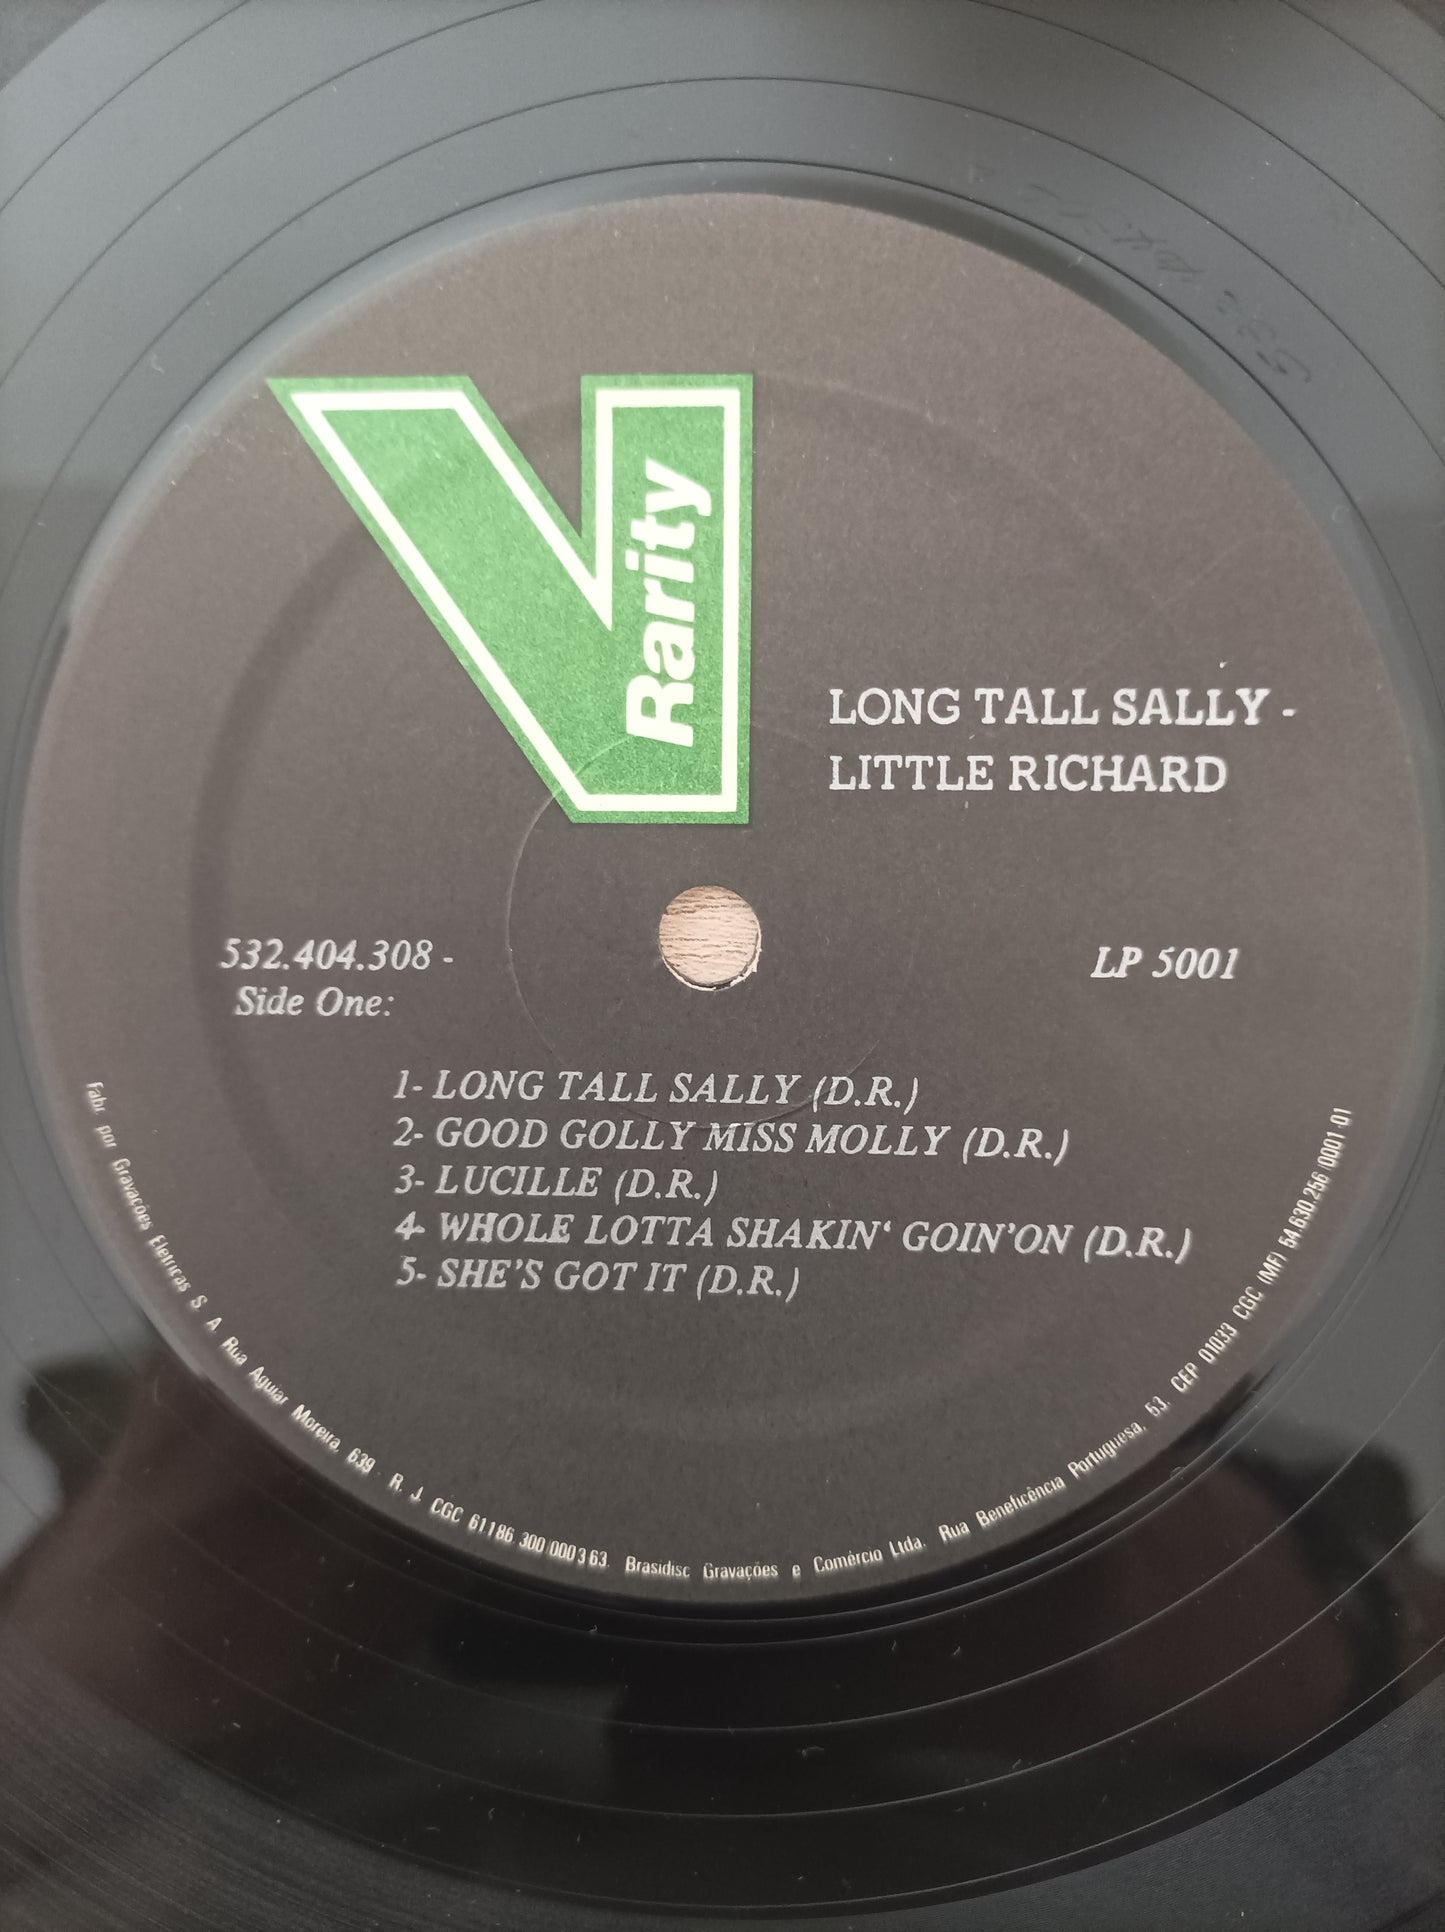 Rarity
LONG TALL SALLY -
LITTLE RICHARD
532.404.308 -
Side One:
LP 5001
1- LONG TALL SALLY (D.R.)
2- GOOD GOLLY MISS MOLLY (D.R.)
3- LUCILLE (D.R.)
4- WHOLE LOTTA SHAKIN‘ GOIN’ON (D.R.)
5- SHE’S GOT IT (D.R.)
Fabr. por Gravações Elétricas S. A. Rua Aguiar Moreira, 639 - R. J. CGC 61186.300/000363. Brasidisc Gravações e Comércio Ltda. Rua Beneficência Portuguesa, 53. CEP 01033 CGC (MF) 54.630.256/0001-01